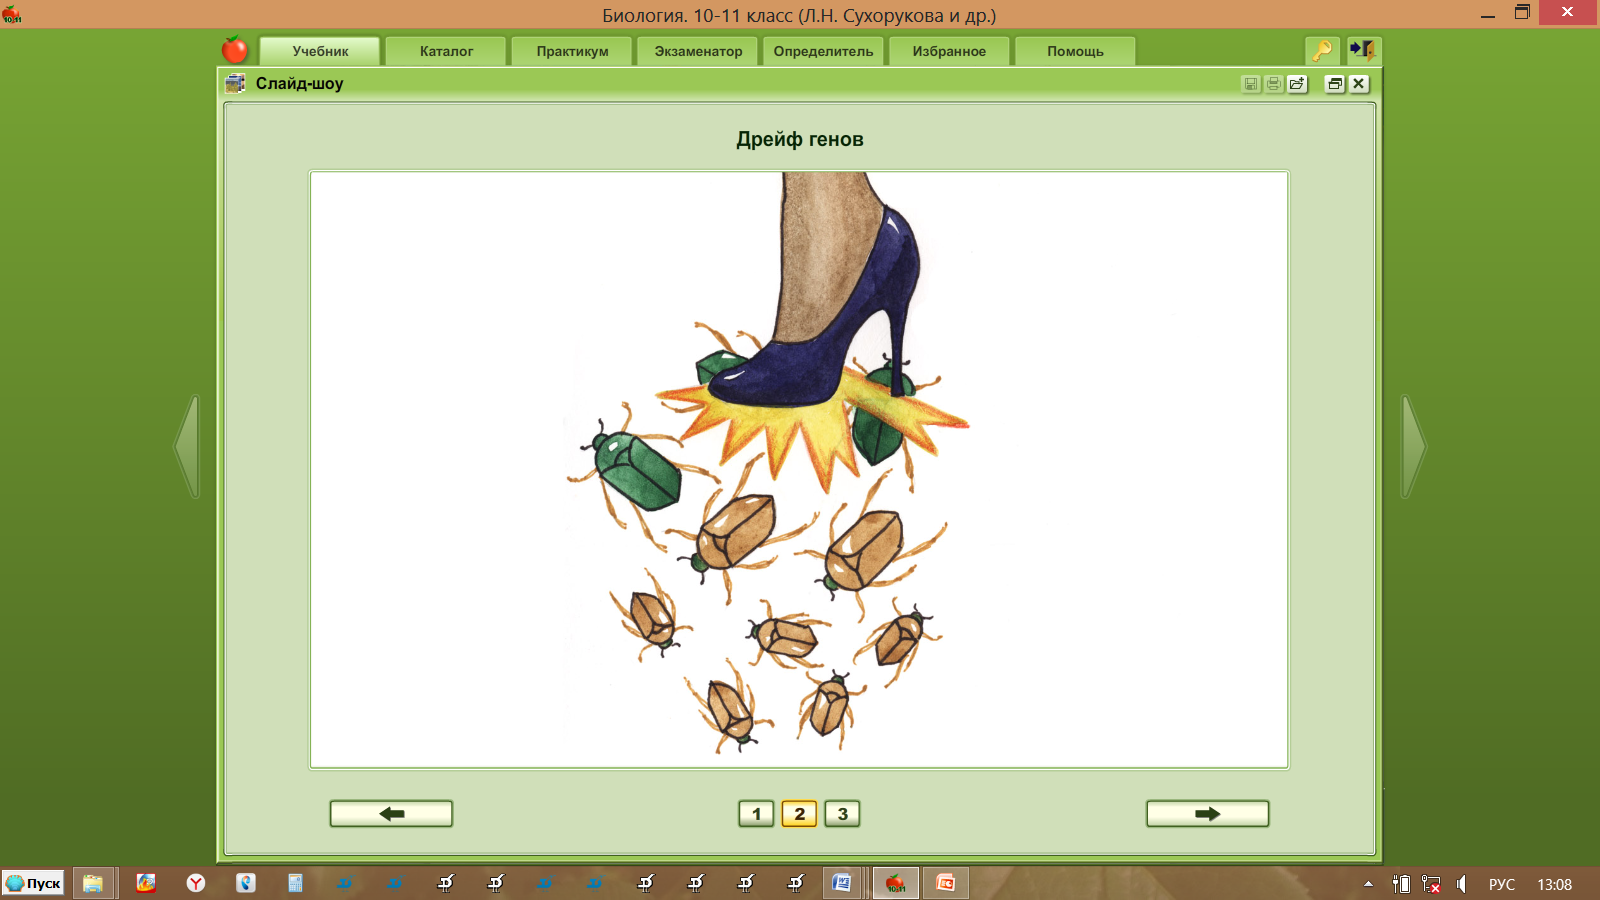 Биология. 10-11 класс (Л.Н. Сухорукова и др.)
Учебник
Каталог
Практикум
Экзаменатор
Определитель
Избранное
Помощь
Слайд-шоу
Дрейф генов
1 2 3
Пуск
РУС 13:08